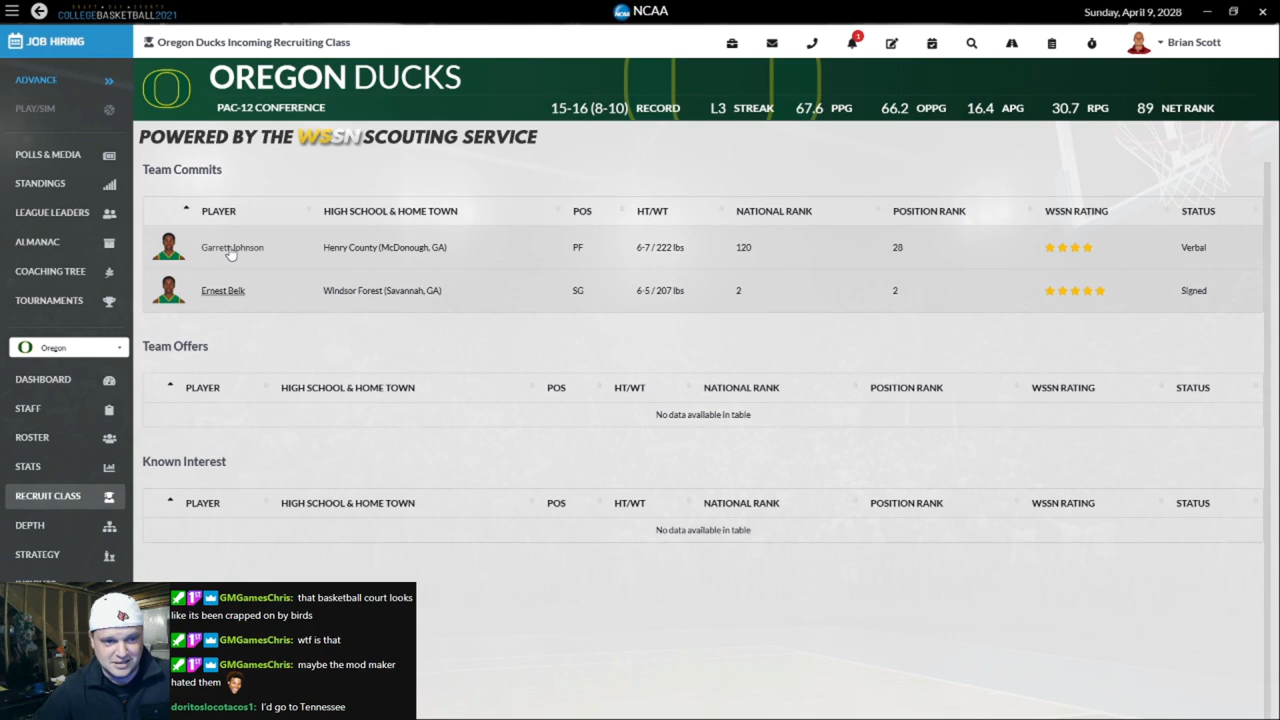 DRAFT DAY SPORTS
COLLEGEBASKETBALL2021
NCAA
Sunday, April 9, 2028
JOB HIRING
Oregon Ducks Incoming Recruiting Class
1
Brian Scott
ADVANCE
PLAY/SIM
POLLS & MEDIA
STANDINGS
LEAGUE LEADERS
ALMANAC
COACHING TREE
TOURNAMENTS
Oregon
DASHBOARD
STAFF
ROSTER
STATS
RECRUIT CLASS
DEPTH
STRATEGY
OREGON DUCKS
PAC-12 CONFERENCE
15-16 (8-10) RECORD L3 STREAK 67.6 PPG 66.2 OPPG 16.4 APG 30.7 RPG 89 NET RANK
POWERED BY THE WSSN SCOUTING SERVICE
Team Commits
PLAYER HIGH SCHOOL & HOME TOWN POS HT/WT NATIONAL RANK POSITION RANK WSSN RATING STATUS
Garrett Johnson Henry County (McDonough, GA) PF 6-7 / 222 lbs 120 28 Verbal
Ernest Belk Windsor Forest (Savannah, GA) SG 6-5 / 207 lbs 2 2 Signed
Team Offers
PLAYER HIGH SCHOOL & HOME TOWN POS HT/WT NATIONAL RANK POSITION RANK WSSN RATING STATUS
No data available in table
Known Interest
PLAYER HIGH SCHOOL & HOME TOWN POS HT/WT NATIONAL RANK POSITION RANK WSSN RATING STATUS
No data available in table
GMGamesChris: that basketball court looks
like its been crapped on by birds
GMGamesChris: wtf is that
GMGamesChris: maybe the mod maker
hated them
doritoslocotacos1: I'd go to Tennessee